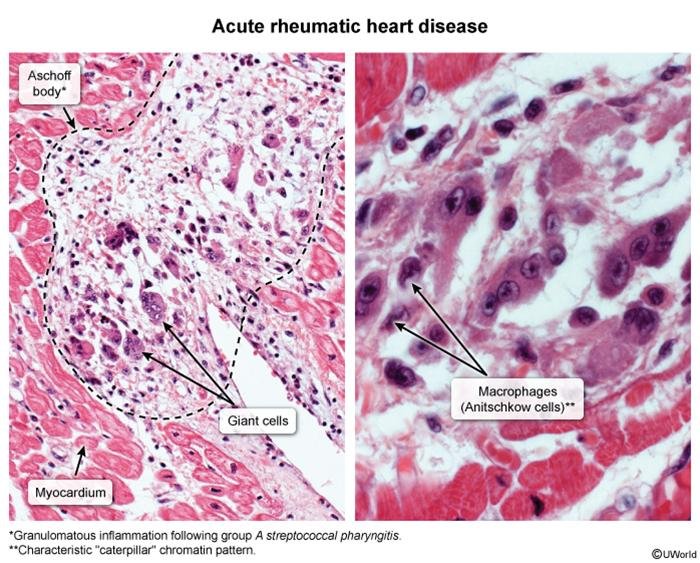 Acute rheumatic heart disease
Aschoff
body*
Giant cells
Myocardium
Macrophages
(Anitschkow cells)**
*Granulomatous inflammation following group A streptococcal pharyngitis.
**Characteristic "caterpillar" chromatin pattern.
©UWorld